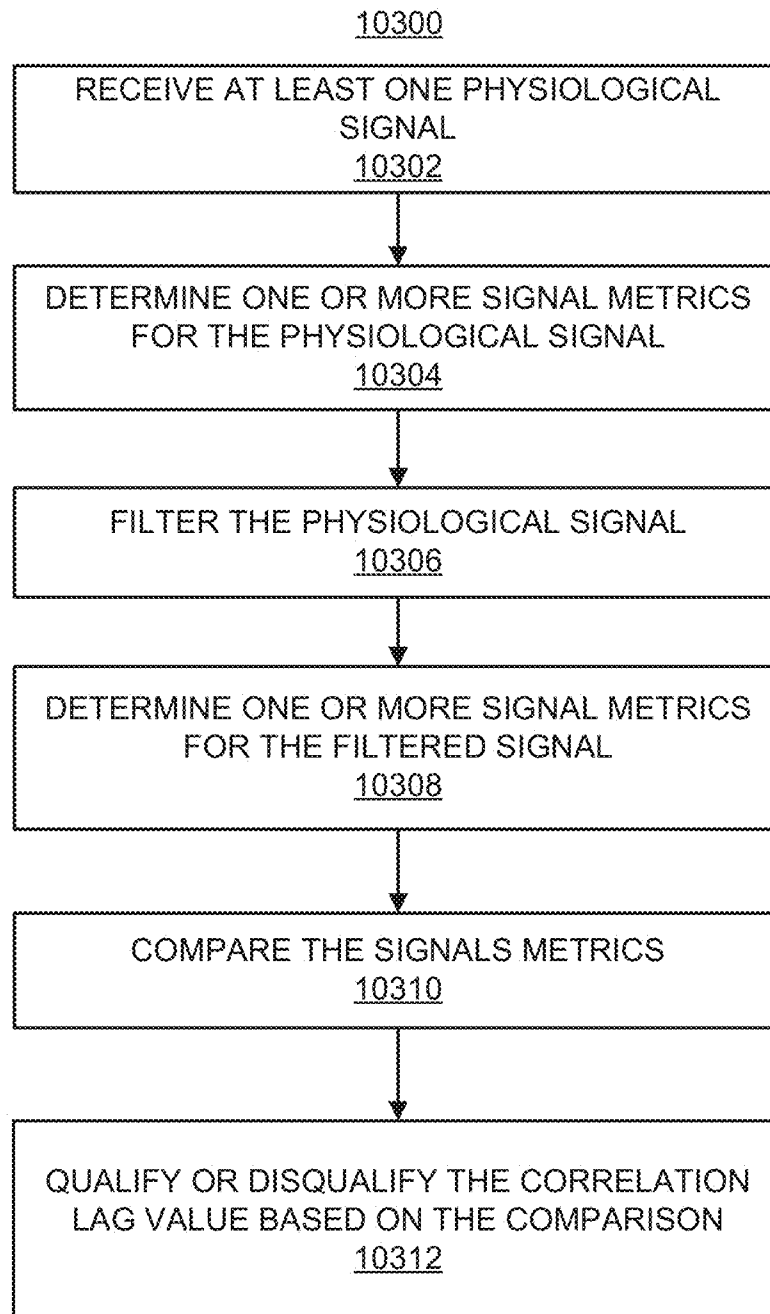 10300
RECEIVE AT LEAST ONE PHYSIOLOGICAL
SIGNAL
10302
DETERMINE ONE OR MORE SIGNAL METRICS
FOR THE PHYSIOLOGICAL SIGNAL
10304
FILTER THE PHYSIOLOGICAL SIGNAL
10306
DETERMINE ONE OR MORE SIGNAL METRICS
FOR THE FILTERED SIGNAL
10308
COMPARE THE SIGNALS METRICS
10310
QUALIFY OR DISQUALIFY THE CORRELATION
LAG VALUE BASED ON THE COMPARISON
10312